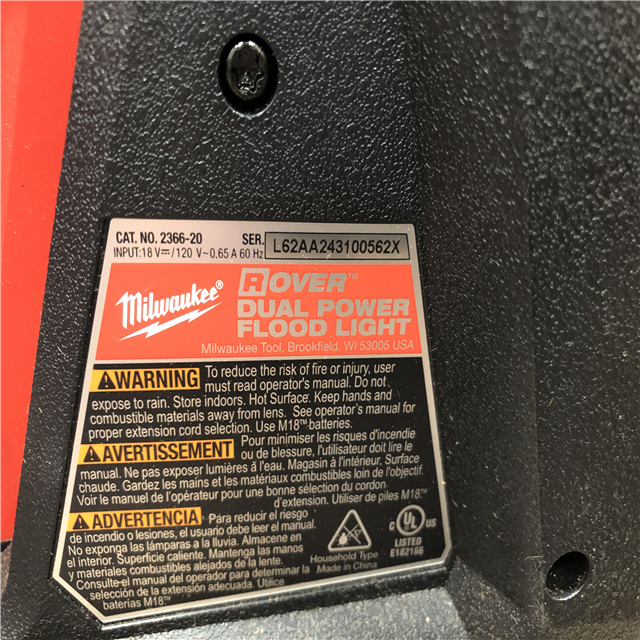 CAT. NO. 2366-20 SER. L62AA243100562X
INPUT: 18 V⎓/120 V~0.65 A 60 Hz
Milwaukee®
ROVER™
DUAL POWER
FLOOD LIGHT
Milwaukee Tool, Brookfield, WI 53005 USA
⚠WARNING To reduce the risk of fire or injury, user
must read operator's manual. Do not
expose to rain. Store indoors. Hot Surface. Keep hands and
combustible materials away from lens. See operator's manual for
proper extension cord selection. Use M18™ batteries.
⚠AVERTISSEMENT Pour minimiser les risques d'incendie
ou de blessure, l'utilisateur doit lire le
manual. Ne pas exposer lumières à l'eau. Magasin à l'intérieur. Surface
chaude. Gardez les mains et les matériaux combustibles loin de l'objectif.
Voir le manuel de l'opérateur pour une bonne sélection du cordon
d'extension. Utiliser de piles M18™
⚠ADVERTENCIA Para reducir el riesgo
de incendio o lesiones, el usuario debe leer el manual.
No exponga las lámparas a la lluvia. Almacene en
el interior. Superficie caliente. Mantenga las manos
y materiales combustibles alejados de la lente.
Consulte el manual del operador para determinar la
selección de la extensión adecuada. Utilice
baterías M18™
Household Type
Made in China
C UL US
LISTED
E182166